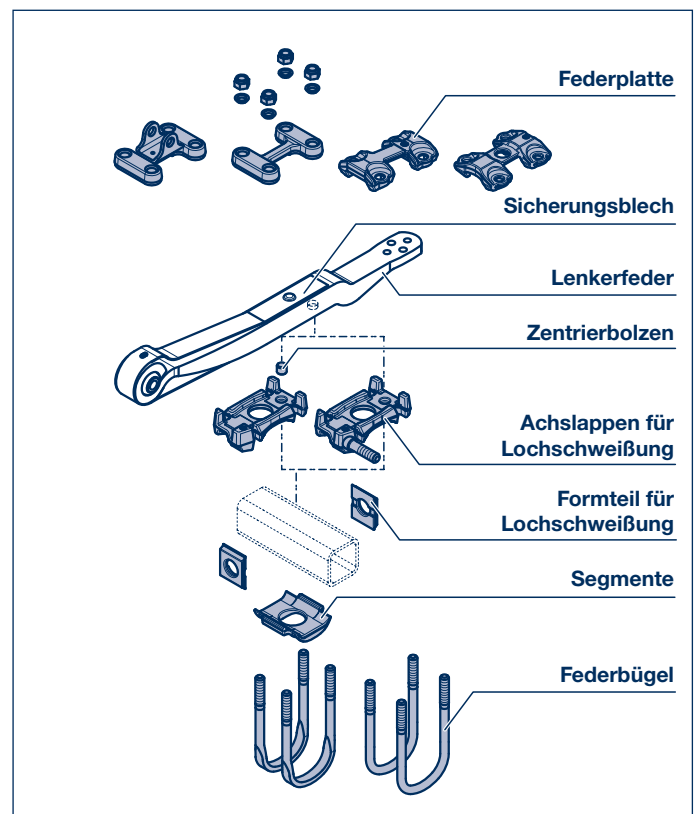 Federplatte
Sicherungsblech
Lenkerfeder
Zentrierbolzen
Achslappen für
Lochschweißung
Formteil für
Lochschweißung
Segmente
Federbügel